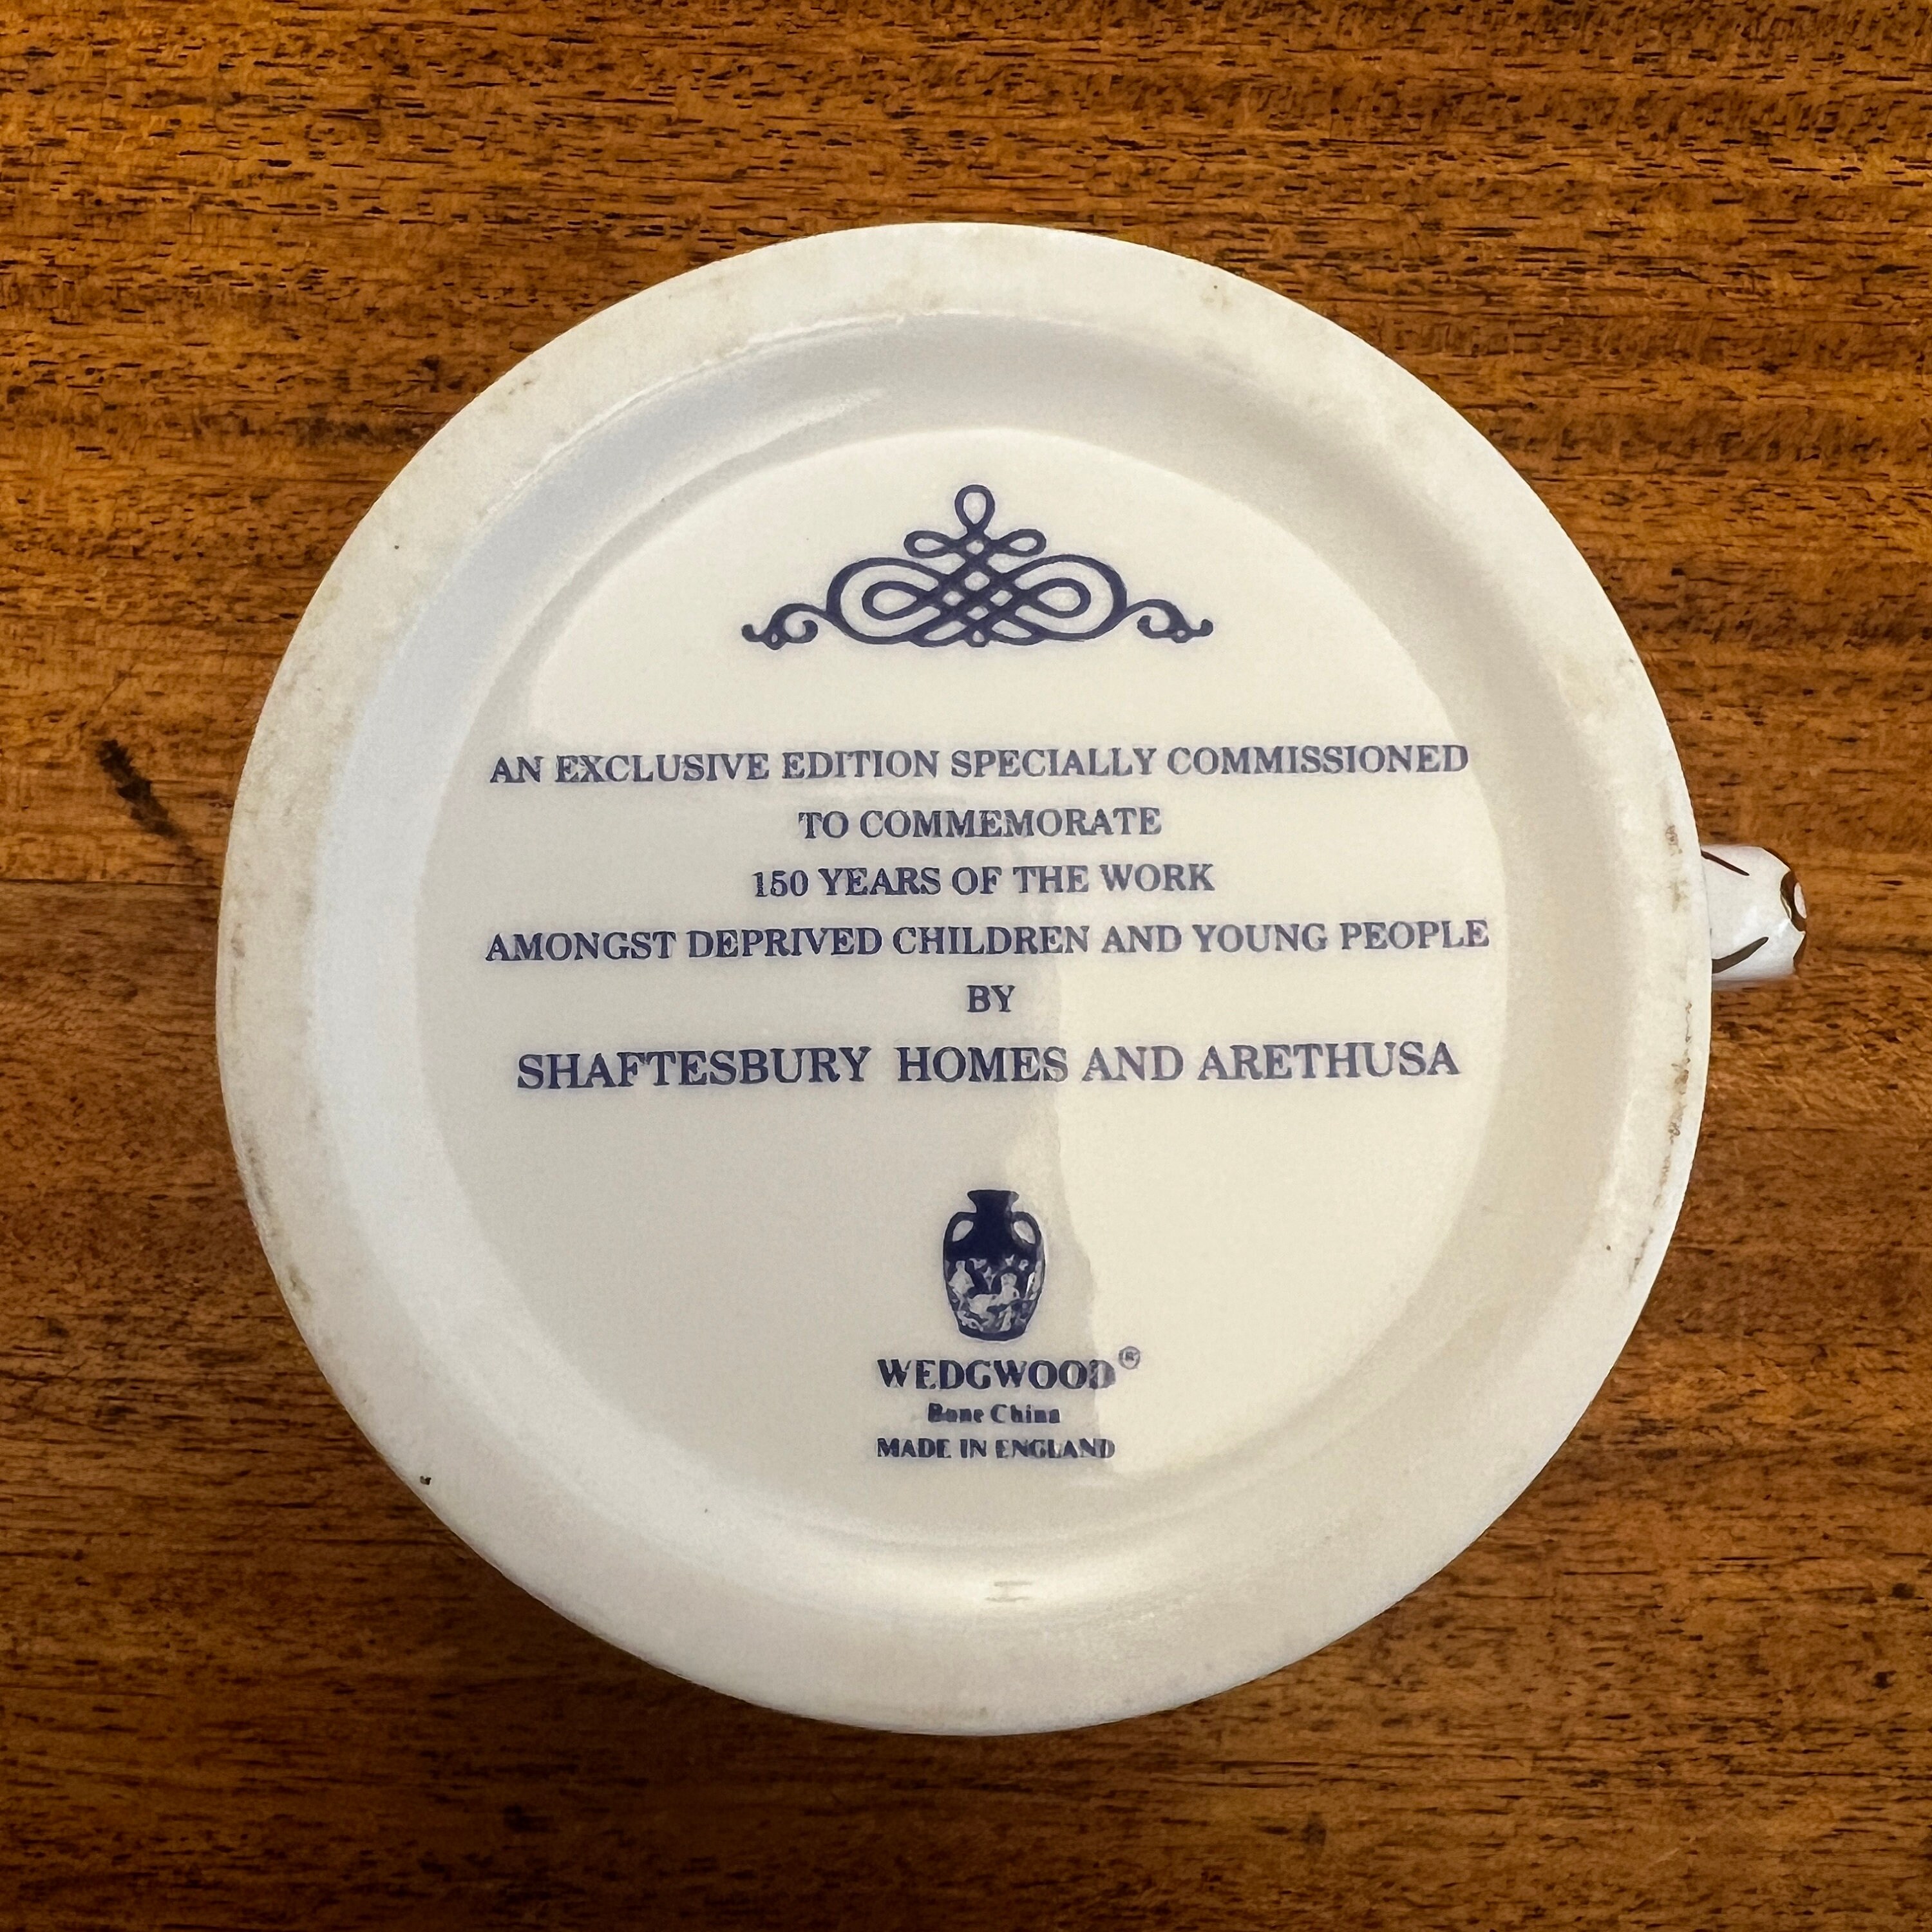 AN EXCLUSIVE EDITION SPECIALLY COMMISSIONED
TO COMMEMORATE
150 YEARS OF THE WORK
AMONGST DEPRIVED CHILDREN AND YOUNG PEOPLE
BY
SHAFTESBURY HOMES AND ARETHUSA
WEDGWOOD®
Bone China
MADE IN ENGLAND